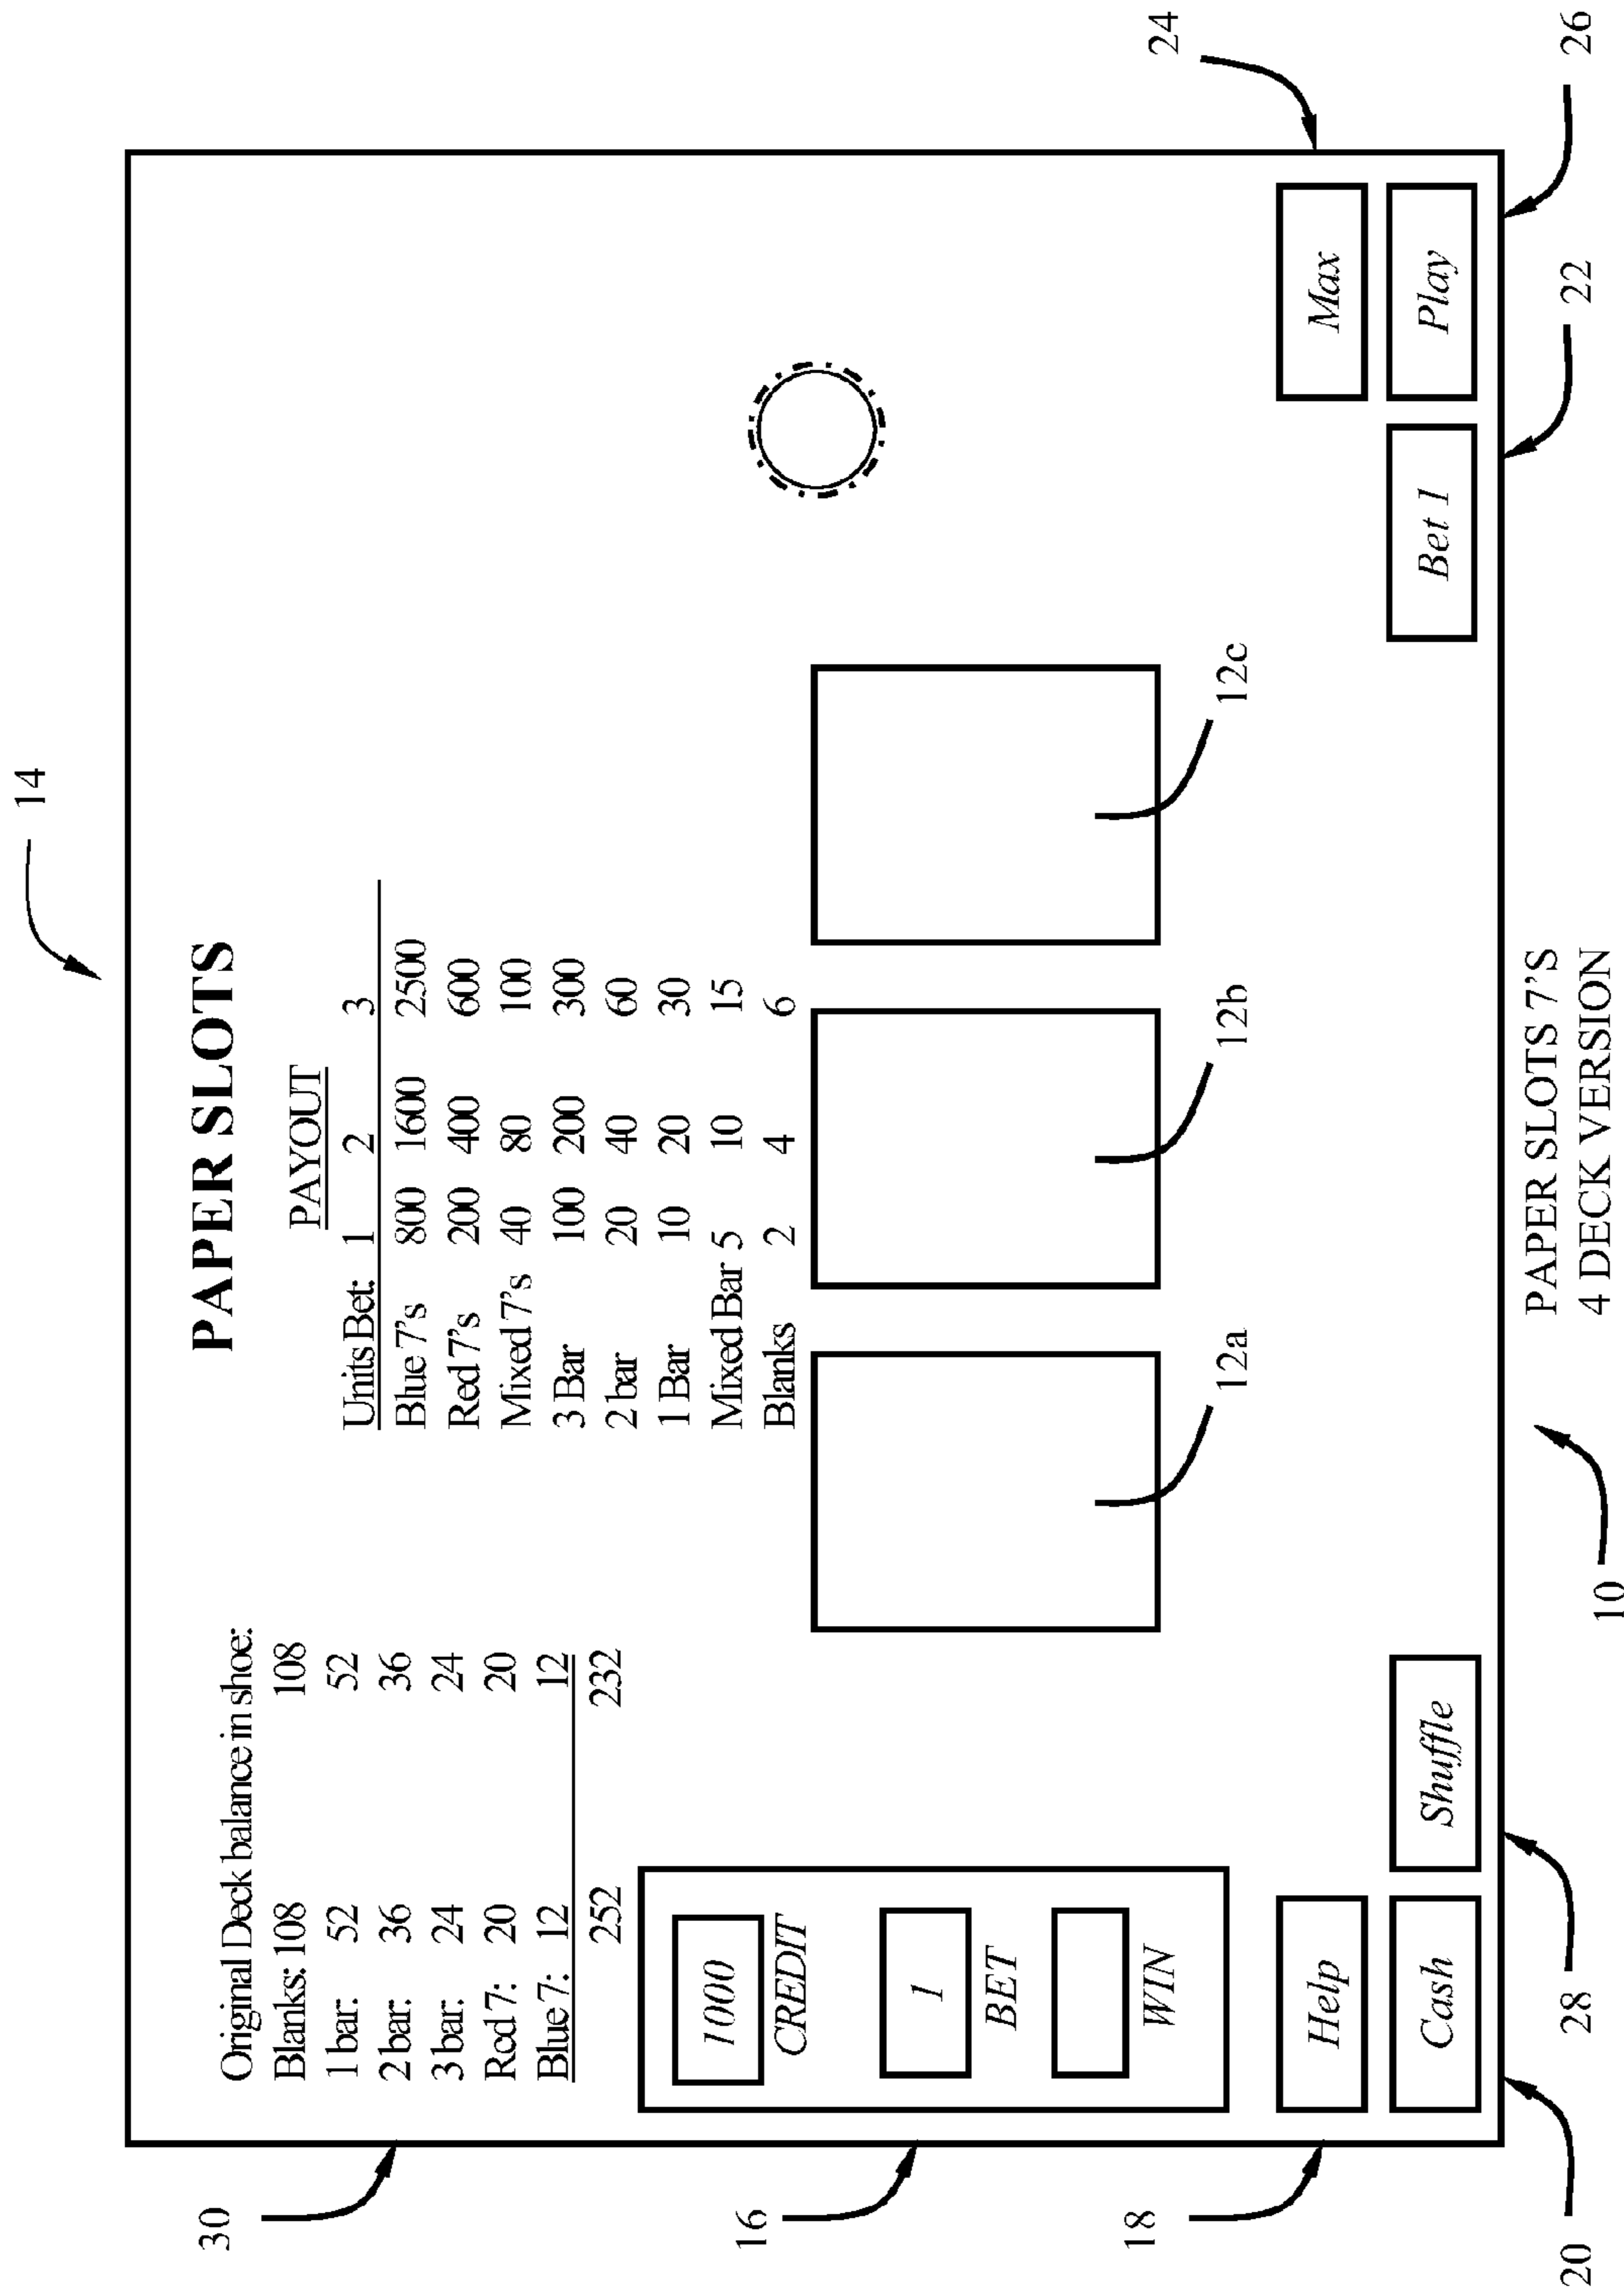 14
PAPER SLOTS
Original Deck balance in shoe:
Blanks: 108 108
1 bar: 52 52
2 bar: 36 36
3 bar: 24 24
Red 7: 20 20
Blue 7: 12 12
252 232
PAYOUT
Units Bet: 1 2 3
Blue 7's 800 1600 2500
Red 7's 200 400 600
Mixed 7's 40 80 100
3 Bar 100 200 300
2 bar 20 40 60
1 Bar 10 20 30
Mixed Bar 5 10 15
Blanks 2 4 6
30
16
1000
CREDIT
1
BET
WIN
12a
12b
12c
18
Help
Max
24
Cash
Shuffle
Bet 1
Play
20
28
10
PAPER SLOTS 7'S
4 DECK VERSION
22
26